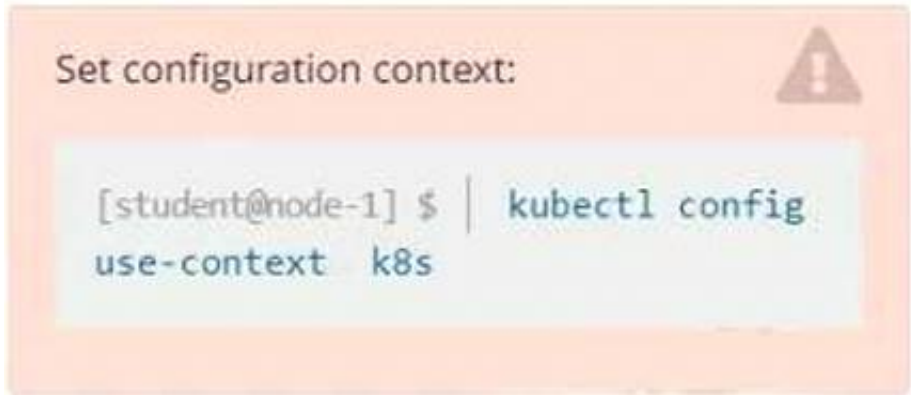 Set configuration context:
[student@node-1] $ | kubectl config
use-context k8s